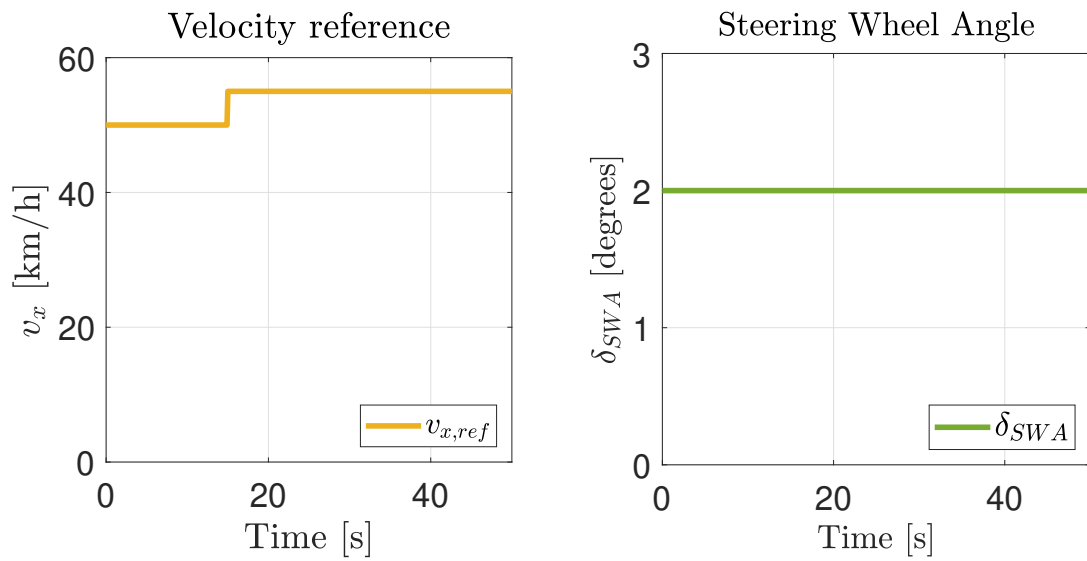 Velocity reference
60
40
20
0
v_x [km/h]
v_{x,ref}
0 20 40
Time [s]
Steering Wheel Angle
3
2
1
0
δ_{SWA} [degrees]
δ_{SWA}
0 20 40
Time [s]